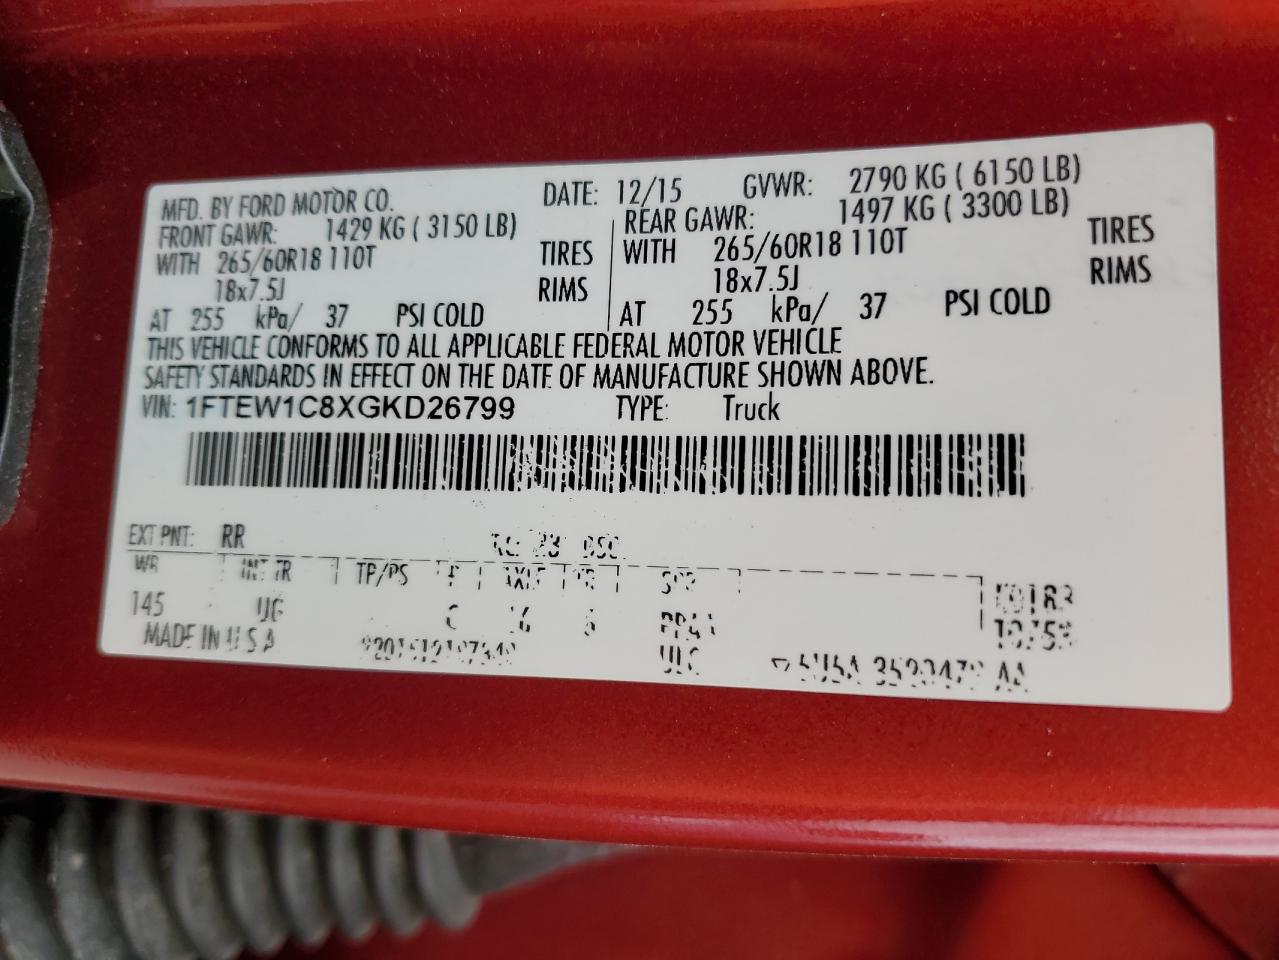 MFD. BY FORD MOTOR CO. DATE: 12/15 GVWR: 2790 KG ( 6150 LB)
FRONT GAWR: 1429 KG ( 3150 LB) REAR GAWR: 1497 KG ( 3300 LB)
WITH 265/60R18 110T TIRES WITH 265/60R18 110T TIRES
18x7.5J RIMS 18x7.5J RIMS
AT 255 kPa/ 37 PSI COLD AT 255 kPa/ 37 PSI COLD
THIS VEHICLE CONFORMS TO ALL APPLICABLE FEDERAL MOTOR VEHICLE
SAFETY STANDARDS IN EFFECT ON THE DATE OF MANUFACTURE SHOWN ABOVE.
VIN: 1FTEW1C8XGKD26799 TYPE: Truck
EXT PNT: RR
WB INT TR TP/PS
145 UG
MADE IN U S A